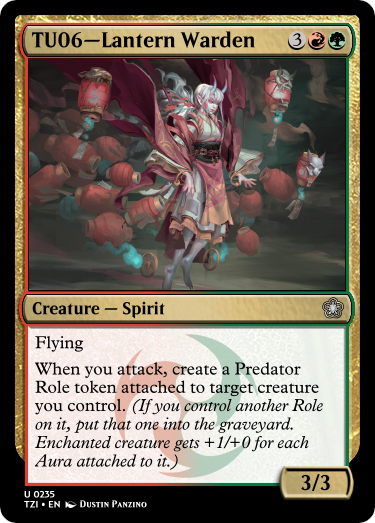 TU06—Lantern Warden 3
Creature — Spirit
Flying
When you attack, create a Predator
Role token attached to target creature
you control. (If you control another Role
on it, put that one into the graveyard.
Enchanted creature gets +1/+0 for each
Aura attached to it.)
3/3
U 0235
TZI • EN Dustin Panzino